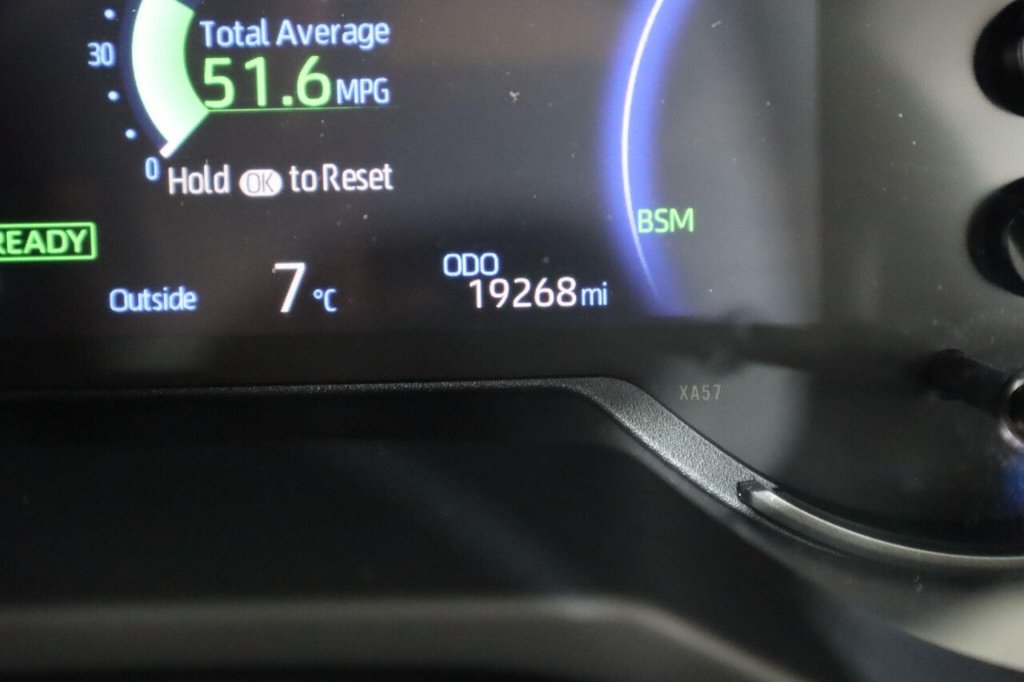 Total Average
30
51.6 MPG
0
Hold OK to Reset
BSM
READY
ODO
Outside 7 °C
19268 mi
XA57